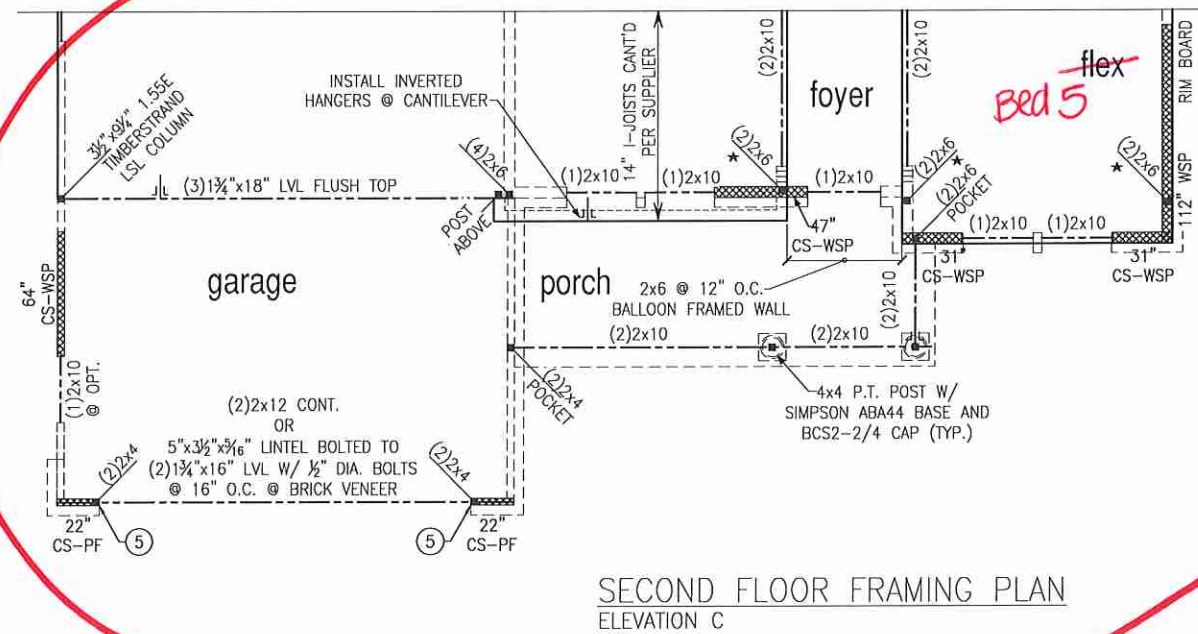 INSTALL INVERTED
HANGERS @ CANTILEVER
14" I-JOISTS CANT'D
PER SUPPLIER
(2)2x10
foyer
(2)2x10
flex
Bed 5
RIM BOARD
3½"x9¼" 1.55E
TIMBERSTRAND
LSL COLUMN
(3)1¾"x18" LVL FLUSH TOP
(4)2x6
POST
ABOVE
(1)2x10
(1)2x10
★
(2)2x6
(1)2x10
(2)2x6
★
(2)2x6
POCKET
★
(2)2x6
112" WSP
47"
CS-WSP
(1)2x10
(1)2x10
31"
CS-WSP
31"
CS-WSP
64"
CS-WSP
garage
porch
2x6 @ 12" O.C.
BALLOON FRAMED WALL
(2)2x10
(2)2x10
(2)2x10
(1)2x10
@ OPT.
(2)2x4
POCKET
4x4 P.T. POST W/
SIMPSON ABA44 BASE AND
BCS2-2/4 CAP (TYP.)
(2)2x12 CONT.
OR
5"x3½"x5/16" LINTEL BOLTED TO
(2)1¾"x16" LVL W/ ½" DIA. BOLTS
@ 16" O.C. @ BRICK VENEER
(2)2x4
(2)2x4
22"
CS-PF
5
5
22"
CS-PF
SECOND FLOOR FRAMING PLAN
ELEVATION C